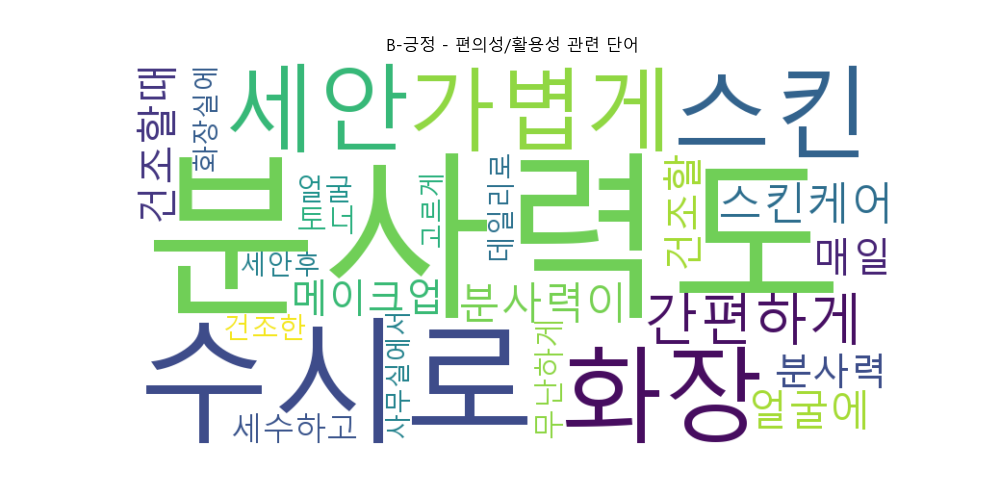 B-긍정 - 편의성/활용성 관련 단어
건조할때
화장실에
세안
가볍게
스킨
분사력도
얼굴
토너
고르게
데일리로
건조할
스킨케어
매일
세안후
메이크업
분사력이
간편하게
건조한
수시로
사무실에서
무난하게
화장
분사력
얼굴에
세수하고